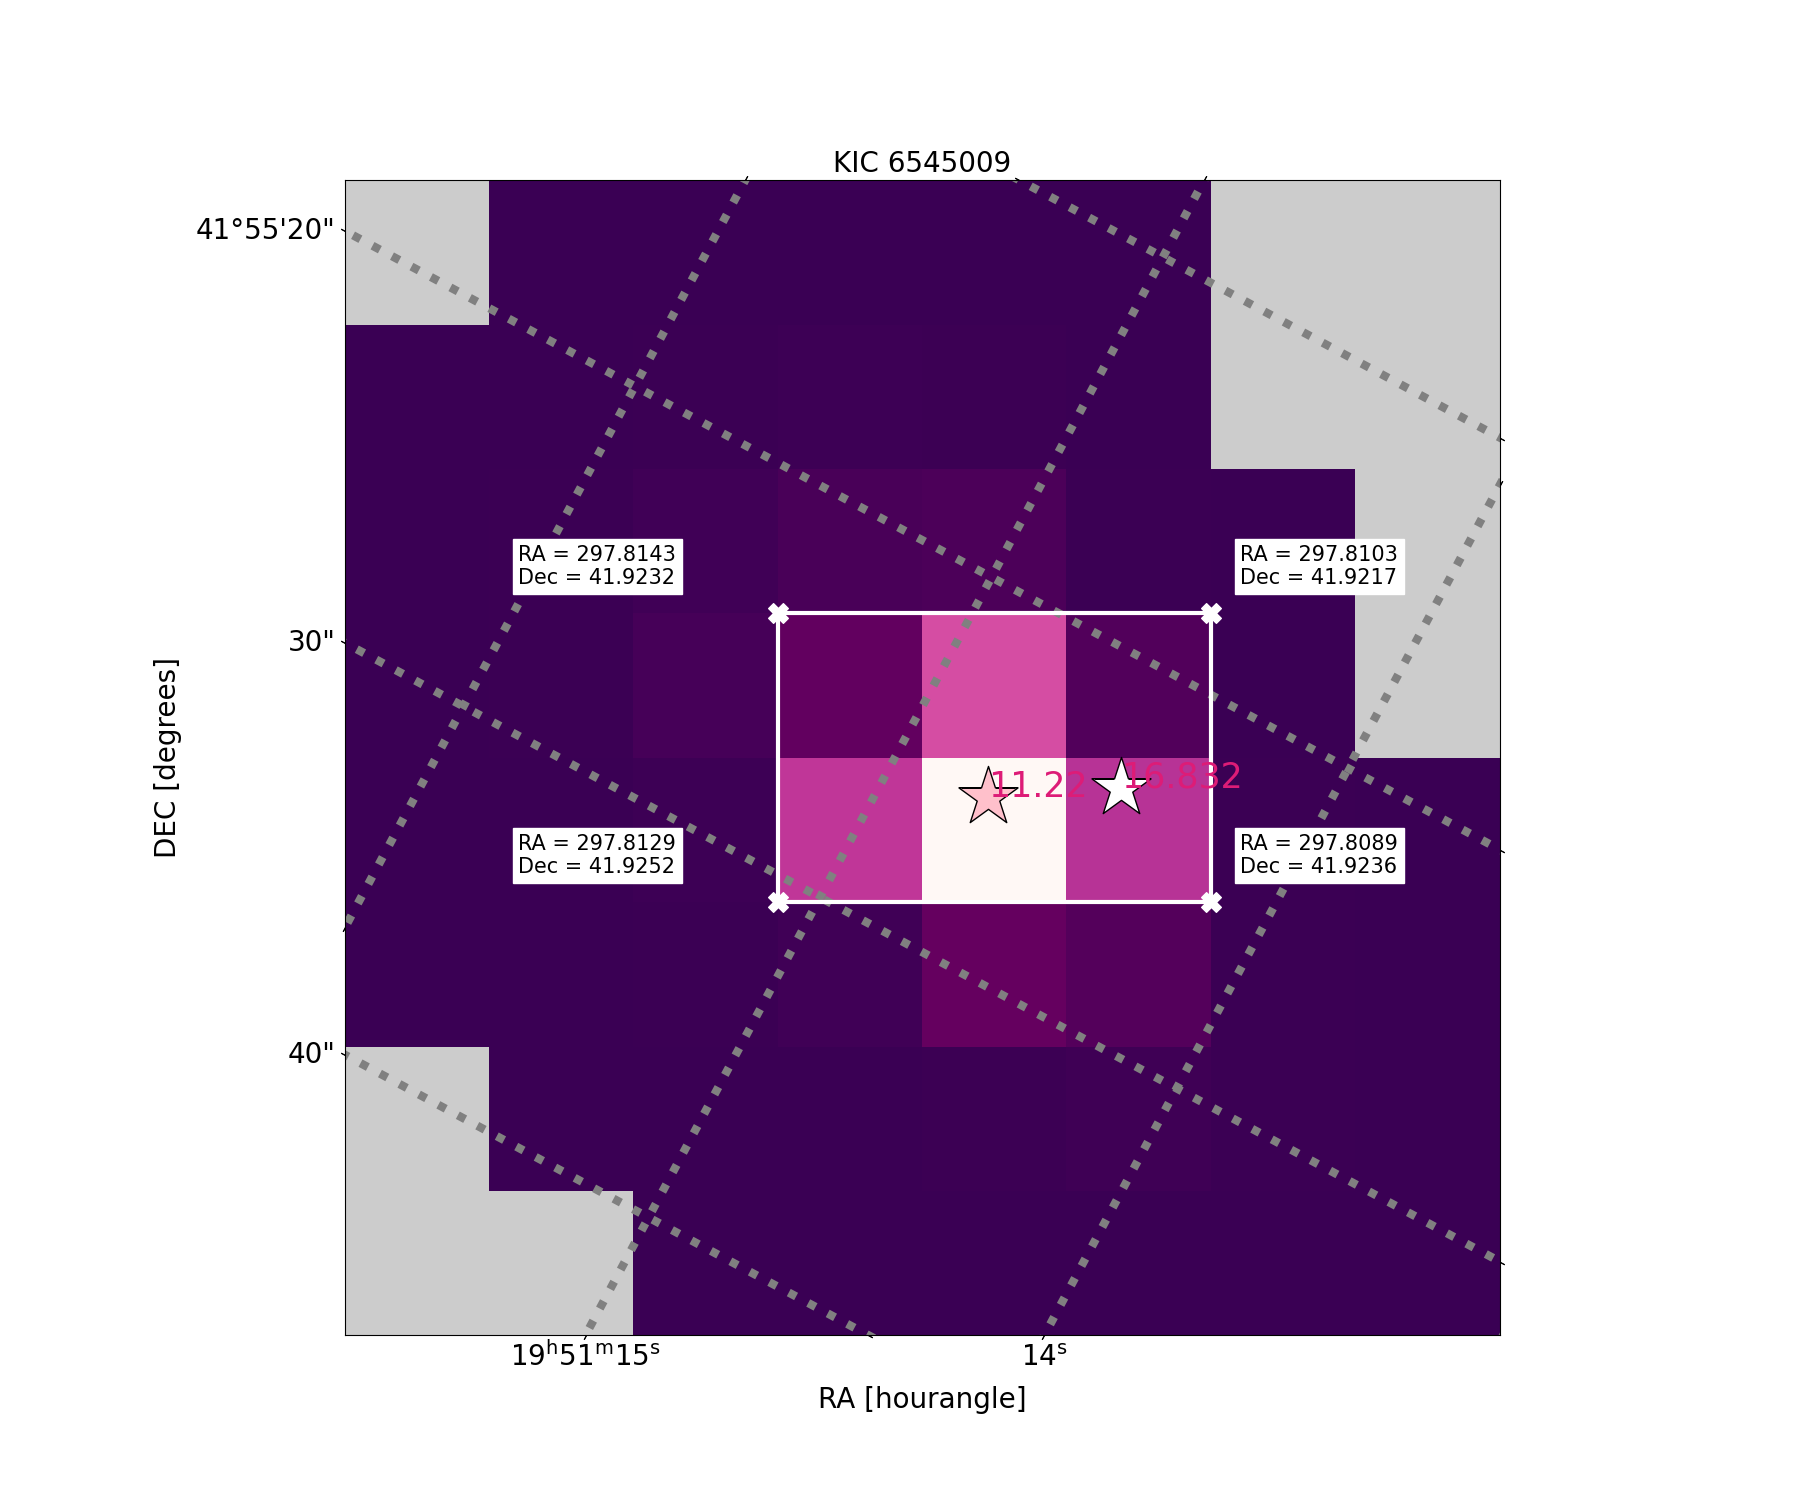 KIC 6545009
41°55'20"
RA = 297.8143
Dec = 41.9232
RA = 297.8103
Dec = 41.9217
30"
DEC [degrees]
11.22
16.832
RA = 297.8129
Dec = 41.9252
RA = 297.8089
Dec = 41.9236
40"
19h51m15s
14s
RA [hourangle]